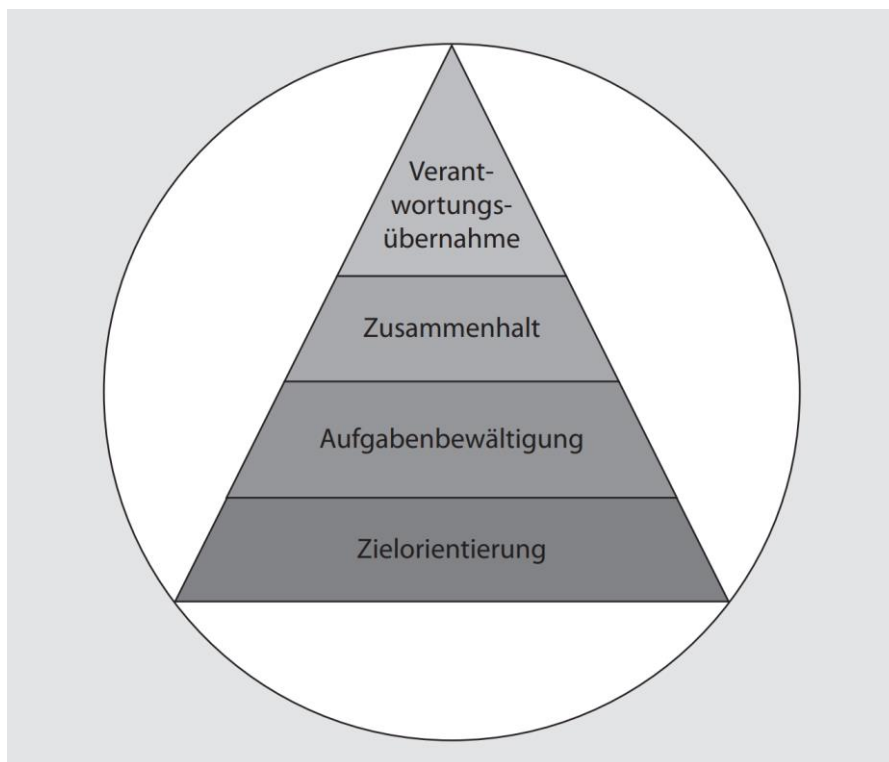 Verant-
wortungs-
übernahme
Zusammenhalt
Aufgabenbewältigung
Zielorientierung